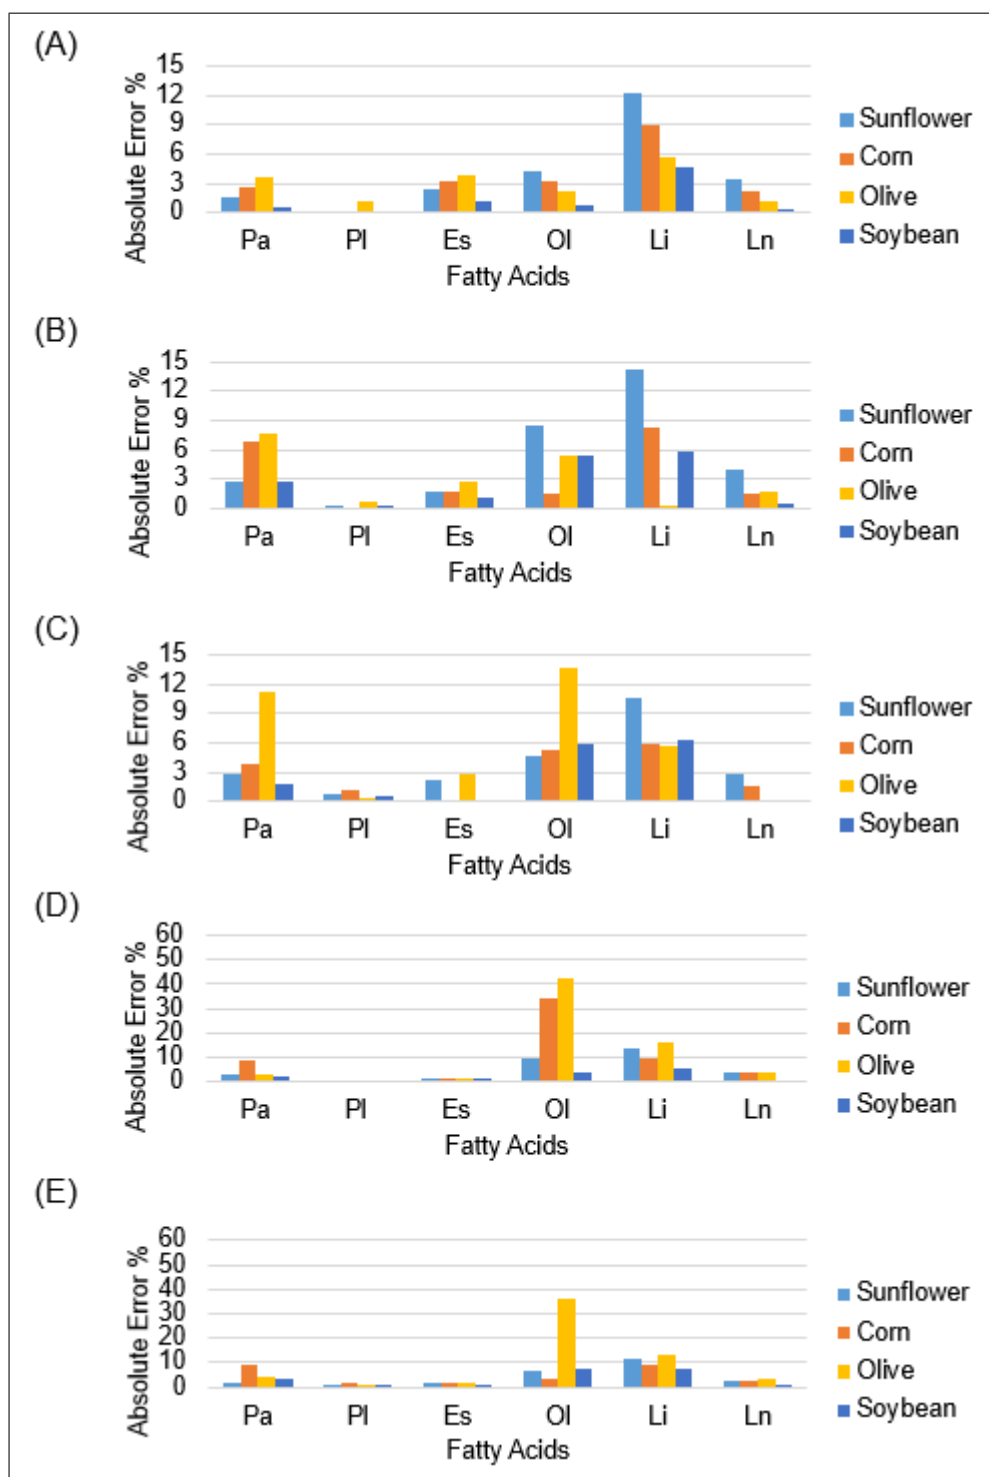 (A)
Absolute Error %
15
12
9
6
3
0
Pa Pl Es Ol Li Ln
Fatty Acids
Sunflower
Corn
Olive
Soybean
(B)
Absolute Error %
15
12
9
6
3
0
Pa Pl Es Ol Li Ln
Fatty Acids
Sunflower
Corn
Olive
Soybean
(C)
Absolute Error %
15
12
9
6
3
0
Pa Pl Es Ol Li Ln
Fatty Acids
Sunflower
Corn
Olive
Soybean
(D)
Absolute Error %
60
50
40
30
20
10
0
Pa Pl Es Ol Li Ln
Fatty Acids
Sunflower
Corn
Olive
Soybean
(E)
Absolute Error %
60
50
40
30
20
10
0
Pa Pl Es Ol Li Ln
Fatty Acids
Sunflower
Corn
Olive
Soybean